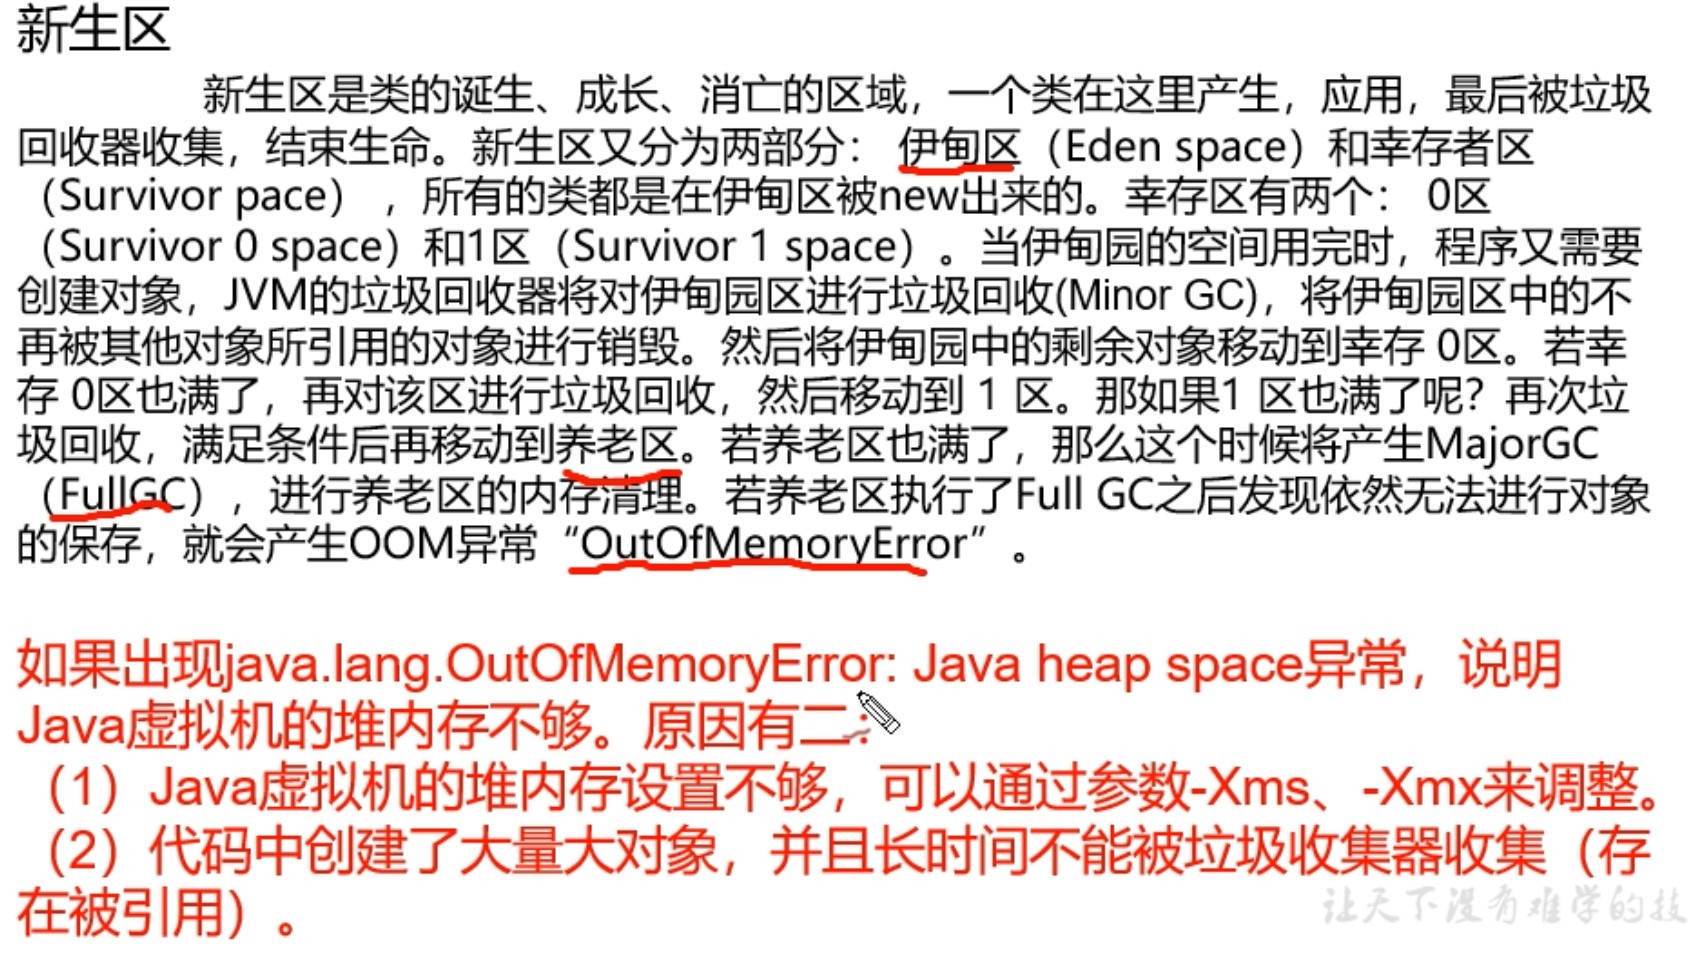 新生区
新生区是类的诞生、成长、消亡的区域，一个类在这里产生，应用，最后被垃圾
回收器收集，结束生命。新生区又分为两部分： 伊甸区（Eden space）和幸存者区
（Survivor pace） ，所有的类都是在伊甸区被new出来的。幸存区有两个： 0区
（Survivor 0 space）和1区（Survivor 1 space）。当伊甸园的空间用完时，程序又需要
创建对象，JVM的垃圾回收器将对伊甸园区进行垃圾回收(Minor GC)，将伊甸园区中的不
再被其他对象所引用的对象进行销毁。然后将伊甸园中的剩余对象移动到幸存 0区。若幸
存 0区也满了，再对该区进行垃圾回收，然后移动到 1 区。那如果1 区也满了呢？再次垃
圾回收，满足条件后再移动到养老区。若养老区也满了，那么这个时候将产生MajorGC
（FullGC），进行养老区的内存清理。若养老区执行了Full GC之后发现依然无法进行对象
的保存，就会产生OOM异常“OutOfMemoryError”。
如果出现java.lang.OutOfMemoryError: Java heap space异常，说明
Java虚拟机的堆内存不够。原因有二：
（1）Java虚拟机的堆内存设置不够，可以通过参数-Xms、-Xmx来调整。
（2）代码中创建了大量大对象，并且长时间不能被垃圾收集器收集（存
在被引用）。
让天下没有难学的技